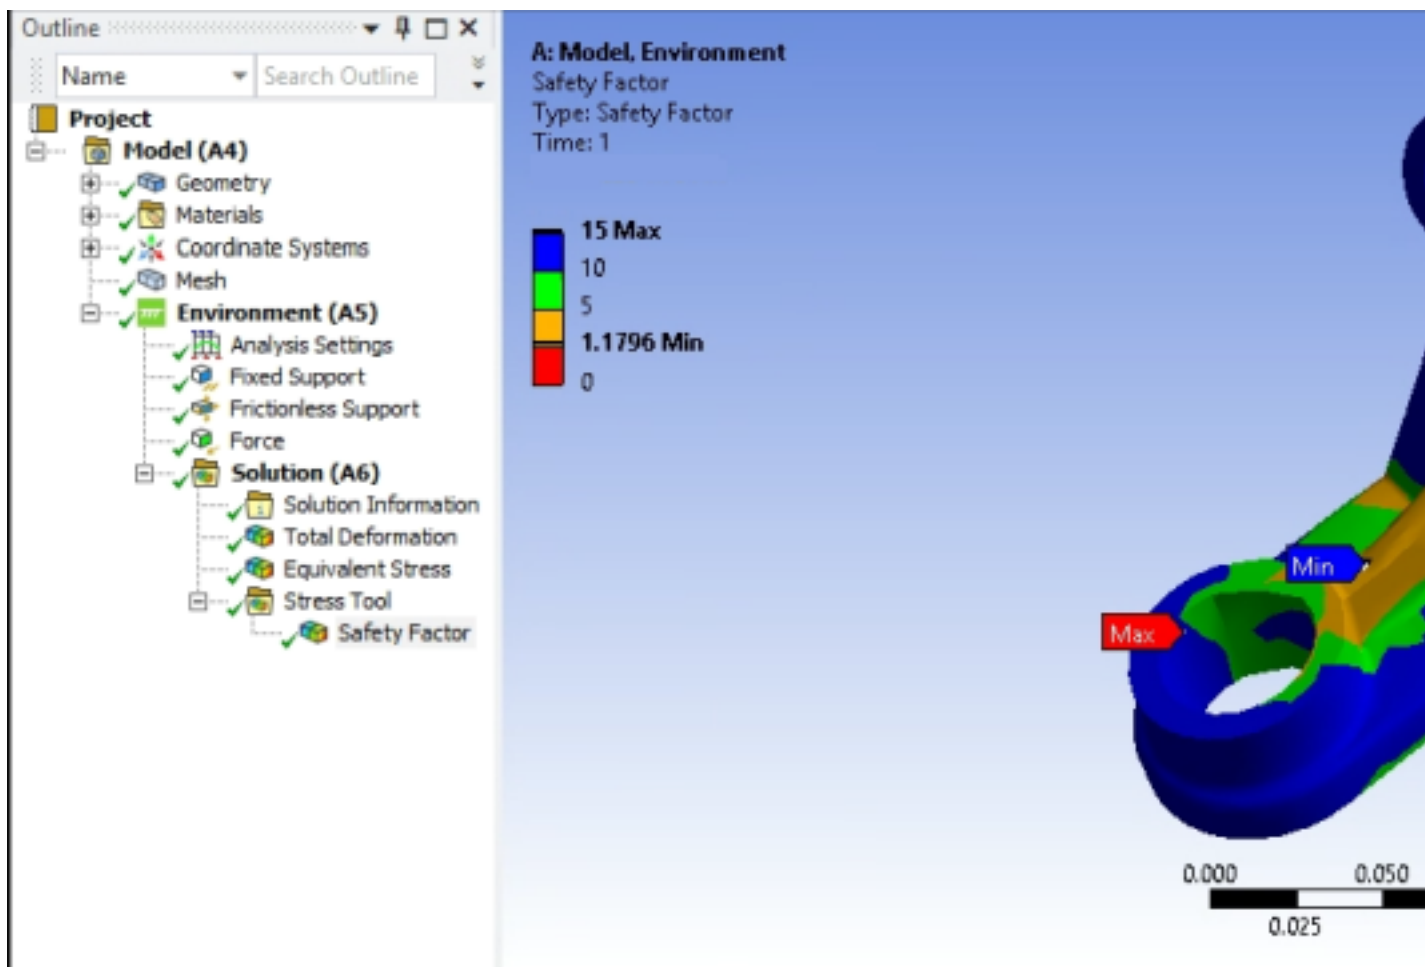 Outline
Name
Search Outline
Project
Model (A4)
Geometry
Materials
Coordinate Systems
Mesh
Environment (A5)
Analysis Settings
Fixed Support
Frictionless Support
Force
Solution (A6)
Solution Information
Total Deformation
Equivalent Stress
Stress Tool
Safety Factor
A: Model, Environment
Safety Factor
Type: Safety Factor
Time: 1
15 Max
10
5
1.1796 Min
0
Min
Max
0.000 0.050
0.025